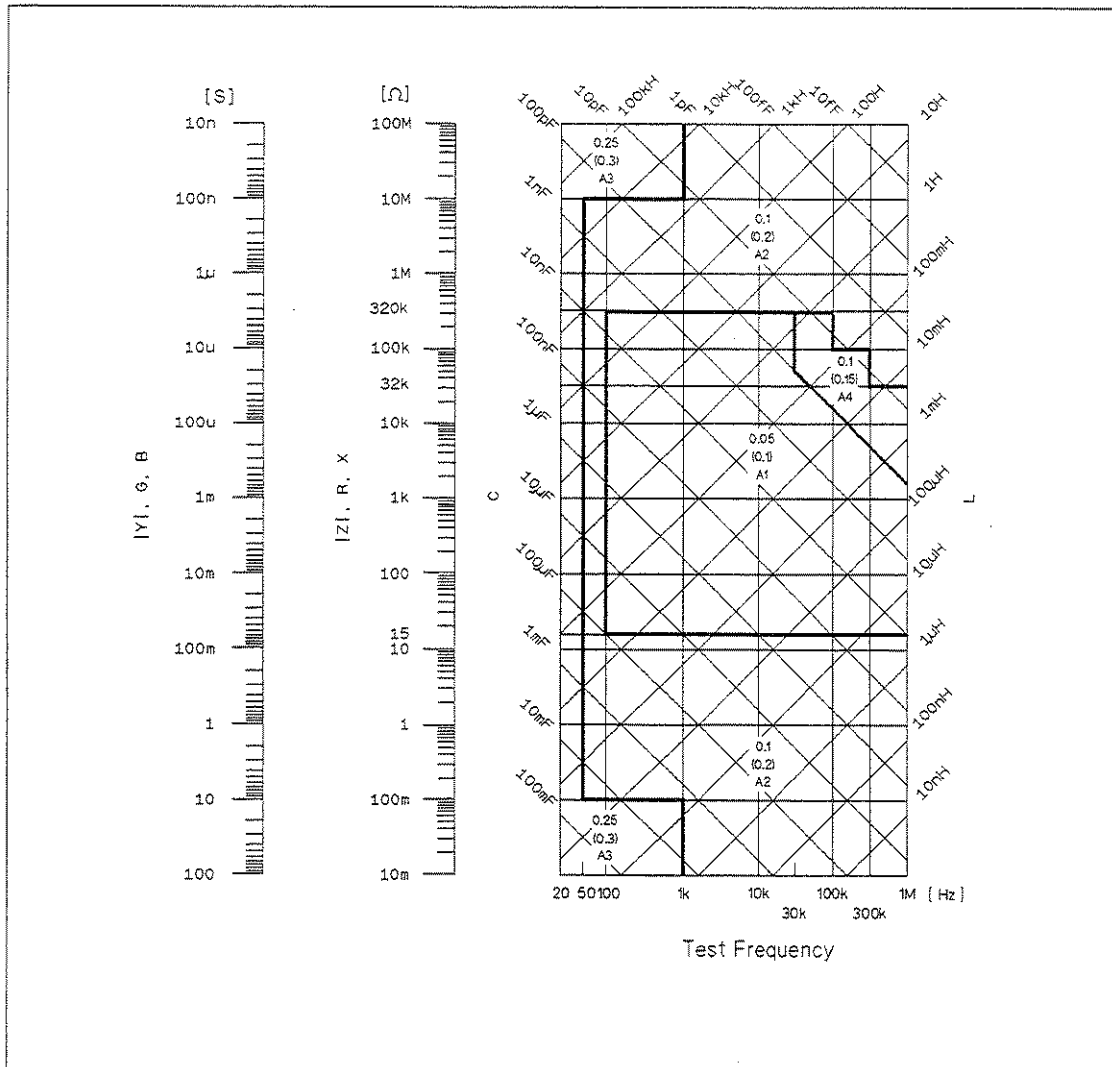 [S]
10n
100n
1µ
10u
100u
1m
10m
100m
1
10
100
|Y|, G, B
[Ω]
100M
10M
1M
320k
100k
32k
10k
1k
100
15
10
1
100m
10m
|Z|, R, X
C
100pF
1nF
10nF
100nF
1µF
10µF
100µF
1mF
10mF
100mF
10pF
100kH
1pF
10kH
100fF
1kH
10fF
100H
10H
1H
100mH
10mH
1mH
100µH
10µH
1µH
100nH
10nH
L
0.25
(0.3)
A3
0.1
(0.2)
A2
0.1
(0.15)
A4
0.05
(0.1)
A1
0.1
(0.2)
A2
0.25
(0.3)
A3
20 50 100 1k 10k 100k 1M [Hz]
30k 300k
Test Frequency